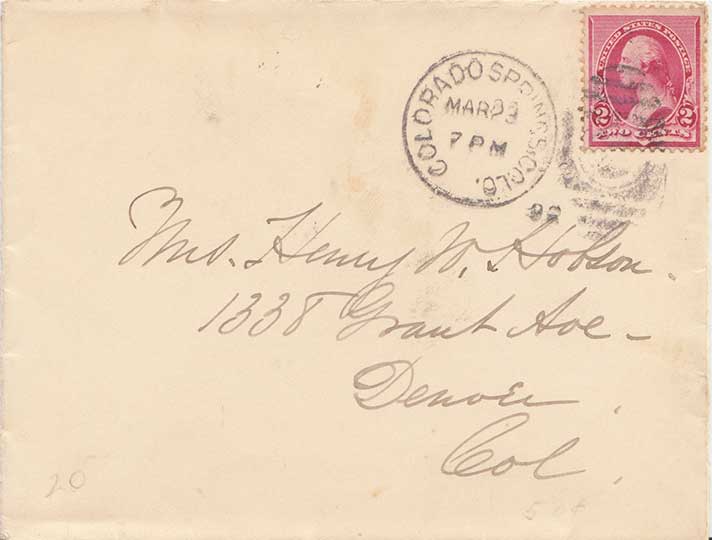 UNITED STATES POSTAGE
2 2
TWO CENTS
COLORADO SPRINGS, COLO.
MAR 23
7 PM
92
Mrs. Henry W. Hobson.
1338 Grant Ave -
Denver.
Col.
20